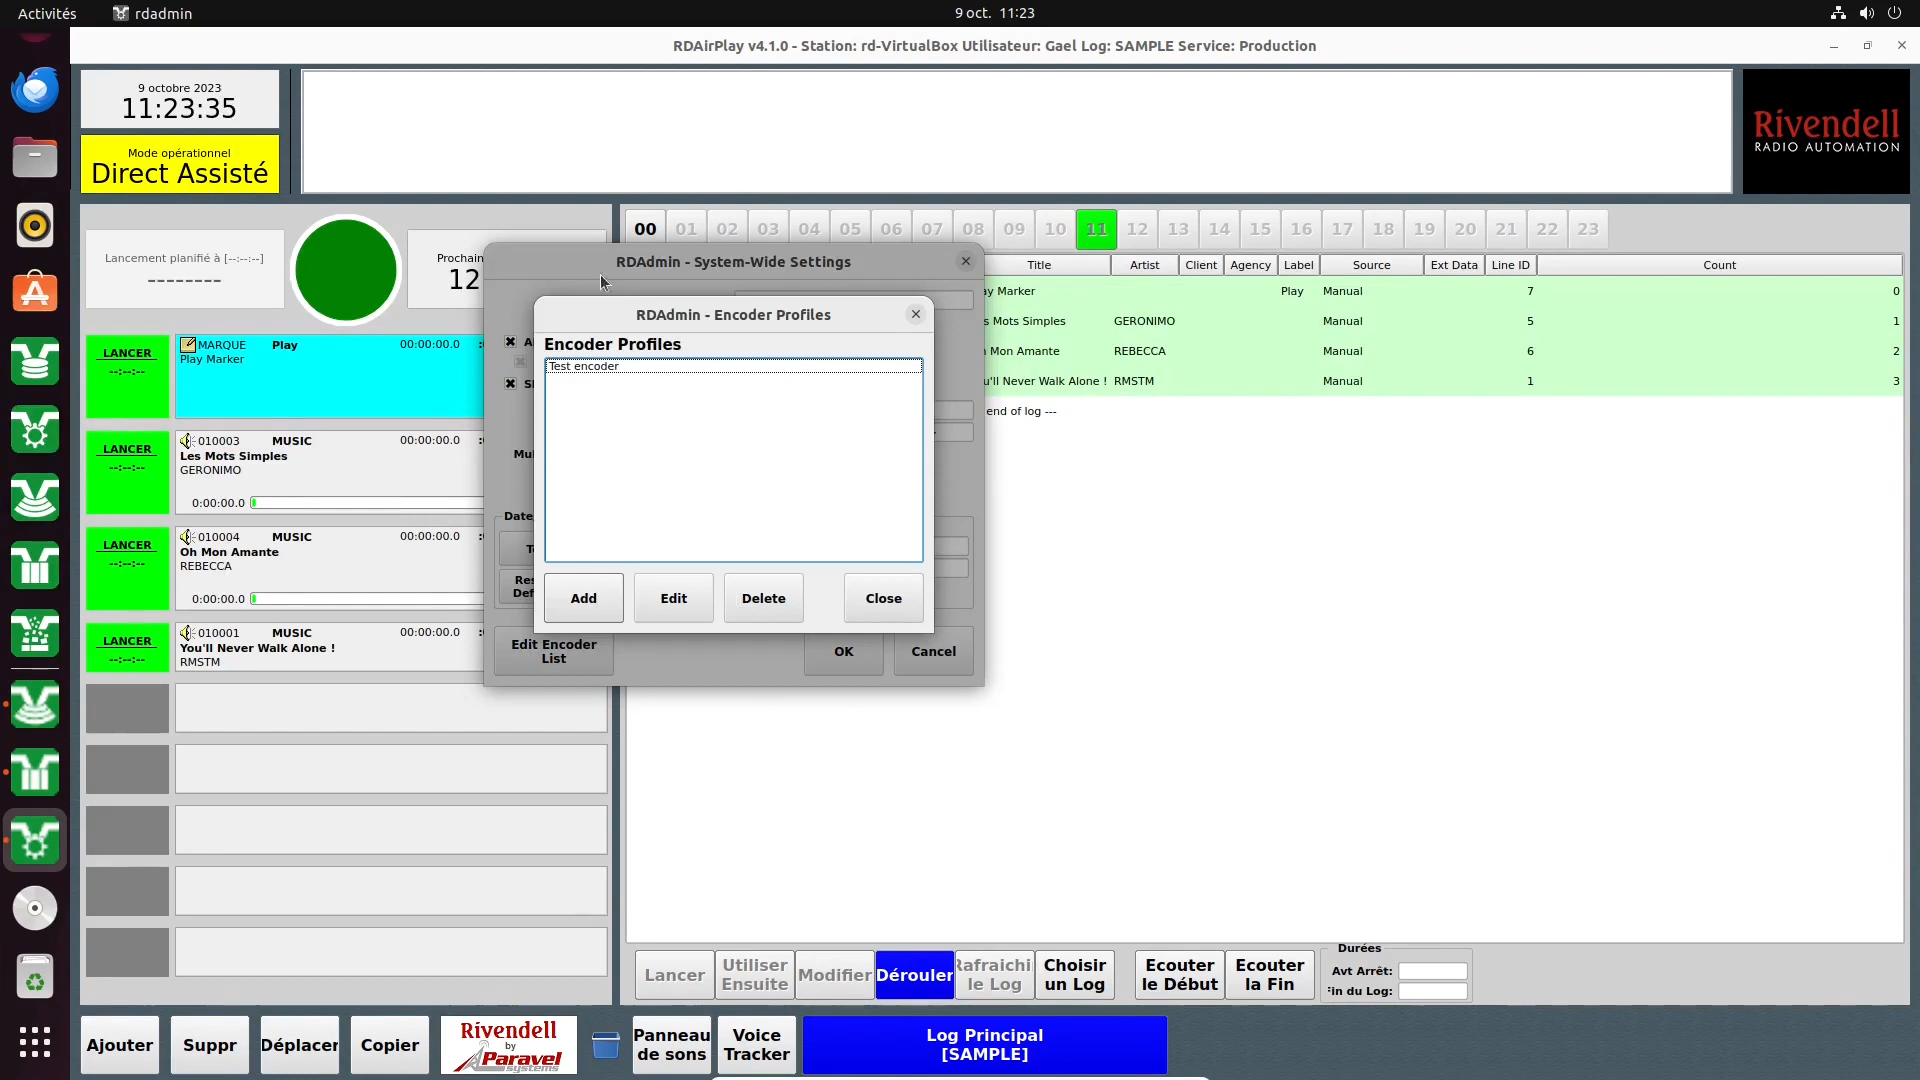 Activités
rdadmin
9 oct. 11:23
RDAirPlay v4.1.0 - Station: rd-VirtualBox Utilisateur: Gael Log: SAMPLE Service: Production
9 octobre 2023
11:23:35
Mode opérationnel
Direct Assisté
Rivendell
RADIO AUTOMATION
Lancement planifié à [--:--:--]
--------
Prochain
12
00 01 02 03 04 05 06 07 08 09 10 11 12 13 14 15 16 17 18 19 20 21 22 23
Title Artist Client Agency Label Source Ext Data Line ID Count
ay Marker Play Manual 7 0
s Mots Simples GERONIMO Manual 5 1
Mon Amante REBECCA Manual 6 2
u'll Never Walk Alone ! RMSTM Manual 1 3
end of log ---
LANCER
--:--:--
MARQUE Play 00:00:00.0
Play Marker
LANCER
--:--:--
010003 MUSIC 00:00:00.0
Les Mots Simples
GERONIMO
0:00:00.0
LANCER
--:--:--
010004 MUSIC 00:00:00.0
Oh Mon Amante
REBECCA
0:00:00.0
LANCER
--:--:--
010001 MUSIC 00:00:00.0
You'll Never Walk Alone !
RMSTM
RDAdmin - System-Wide Settings
Mu
Date
Res
Def
Edit Encoder
List
OK
Cancel
RDAdmin - Encoder Profiles
Encoder Profiles
Test encoder
Add
Edit
Delete
Close
Lancer
Utiliser
Ensuite
Modifier
Dérouler
Rafraichi
le Log
Choisir
un Log
Ecouter
le Début
Ecouter
la Fin
Durées
Avt Arrêt:
Fin du Log:
Ajouter
Suppr
Déplacer
Copier
Rivendell
by
Paravel
systems
Panneau
de sons
Voice
Tracker
Log Principal
[SAMPLE]